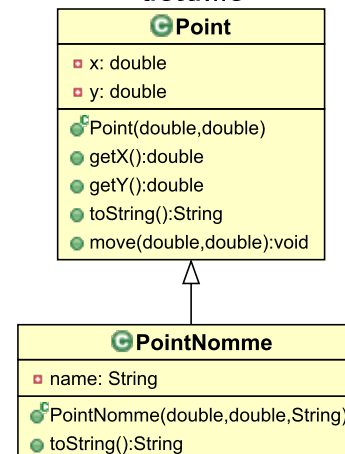 Point
x: double
y: double
Point(double,double)
getX():double
getY():double
toString():String
move(double,double):void
PointNomme
name: String
PointNomme(double,double,String)
toString():String